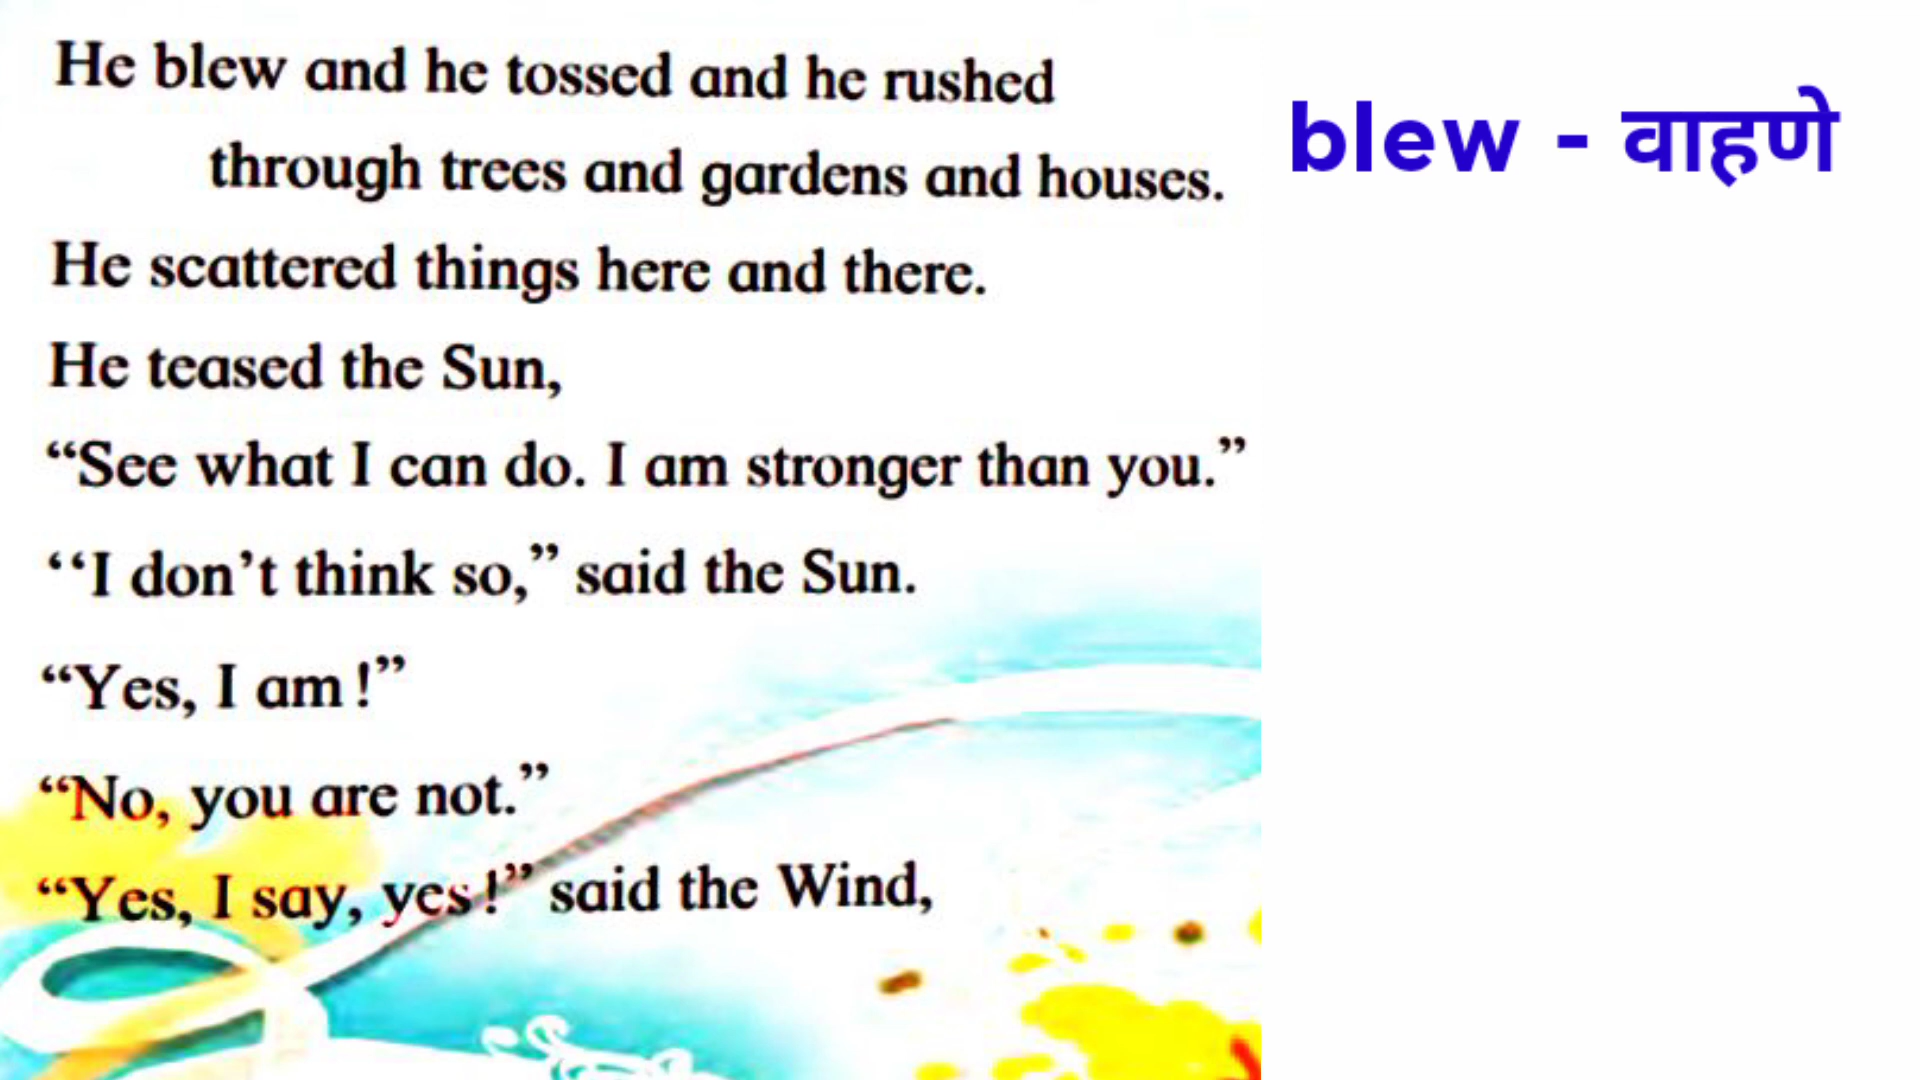 He blew and he tossed and he rushed
through trees and gardens and houses.
He scattered things here and there.
He teased the Sun,
“See what I can do. I am stronger than you.”
‘‘I don’t think so,” said the Sun.
“Yes, I am!”
“No, you are not.”
“Yes, I say, yes!” said the Wind,
blew - वाहणे